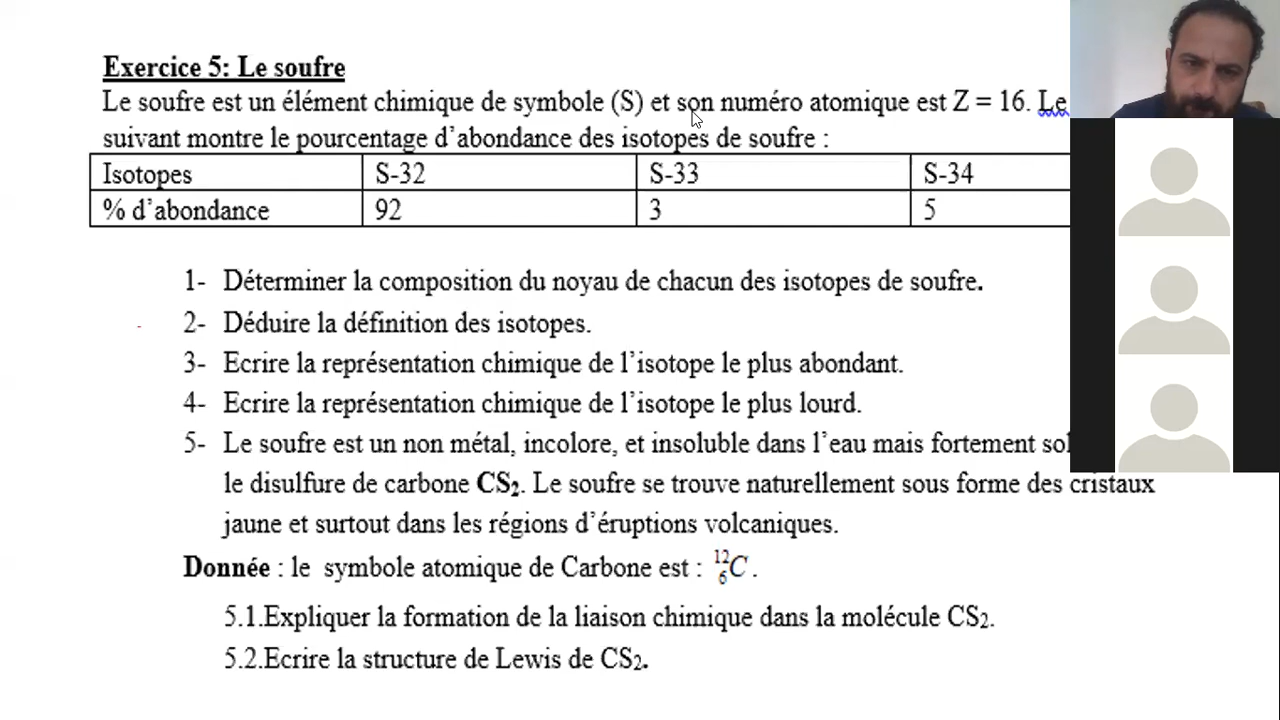 Exercice 5: Le soufre
Le soufre est un élément chimique de symbole (S) et son numéro atomique est Z = 16. Le
suivant montre le pourcentage d'abondance des isotopes de soufre :
Isotopes S-32 S-33 S-34
% d'abondance 92 3 5
1- Déterminer la composition du noyau de chacun des isotopes de soufre.
2- Déduire la définition des isotopes.
3- Ecrire la représentation chimique de l'isotope le plus abondant.
4- Ecrire la représentation chimique de l'isotope le plus lourd.
5- Le soufre est un non métal, incolore, et insoluble dans l'eau mais fortement
le disulfure de carbone CS₂. Le soufre se trouve naturellement sous forme des cristaux
jaune et surtout dans les régions d'éruptions volcaniques.
Donnée : le symbole atomique de Carbone est : ¹²₆C .
5.1.Expliquer la formation de la liaison chimique dans la molécule CS₂.
5.2.Ecrire la structure de Lewis de CS₂.